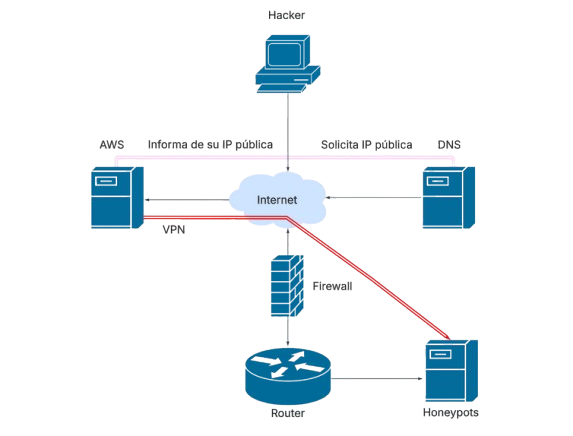 Hacker
AWS
Informa de su IP pública
Solicita IP pública
DNS
Internet
VPN
Firewall
Router
Honeypots